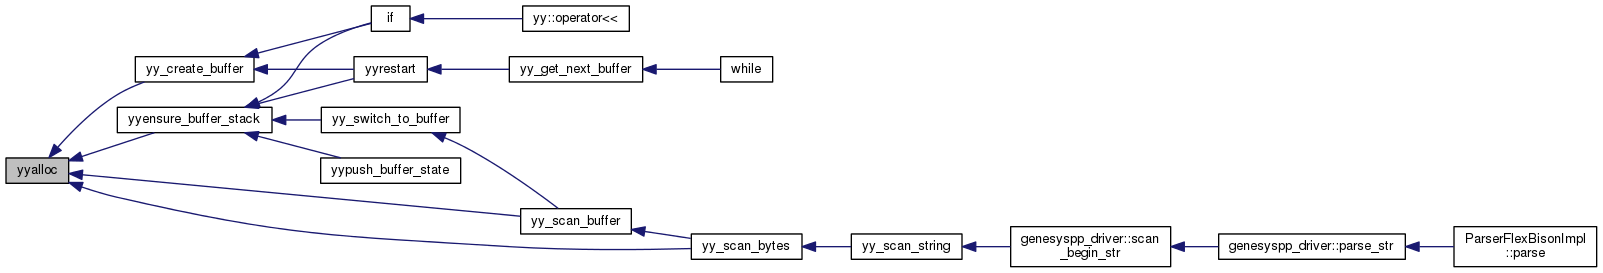 if
yy::operator<<
yy_create_buffer
yyrestart
yy_get_next_buffer
while
yyensure_buffer_stack
yy_switch_to_buffer
yyalloc
yypush_buffer_state
yy_scan_buffer
yy_scan_bytes
yy_scan_string
genesyspp_driver::scan
_begin_str
genesyspp_driver::parse_str
ParserFlexBisonImpl
::parse